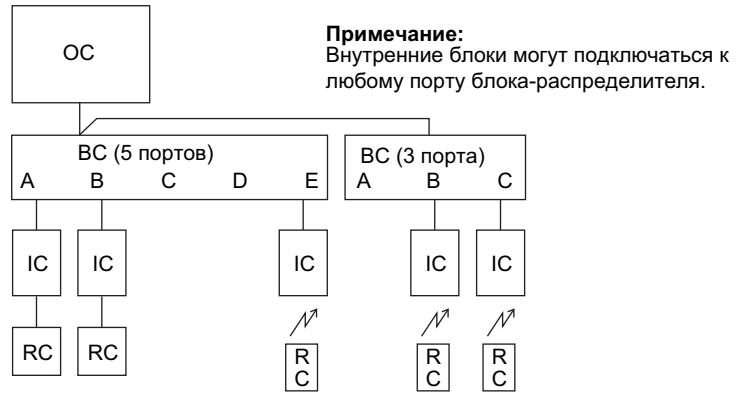 OC
Примечание:
Внутренние блоки могут подключаться к
любому порту блока-распределителя.
BC (5 портов)
A B C D E
BC (3 порта)
A B C
IC IC IC IC IC
RC RC
R
C
R
C
R
C